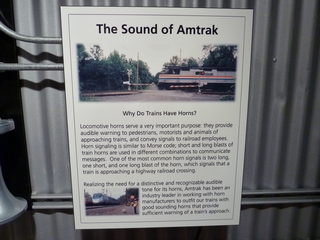 The Sound of Amtrak
Why Do Trains Have Horns?
Locomotive horns serve a very important purpose: they provide
audible warning to pedestrians, motorists and animals of
approaching trains, and convey signals to railroad employees.
Horn signaling is similar to Morse code; short and long blasts of
train horns are used in different combinations to communicate
messages. One of the most common horn signals is two long,
one short, and one long blast of the horn, which signals that a
train is approaching a highway railroad crossing.
Realizing the need for a distinctive and recognizable audible
tone for its horns, Amtrak has been an
industry leader in working with horn
manufacturers to outfit our trains with
good sounding horns that provide
sufficient warning of a train's approach.